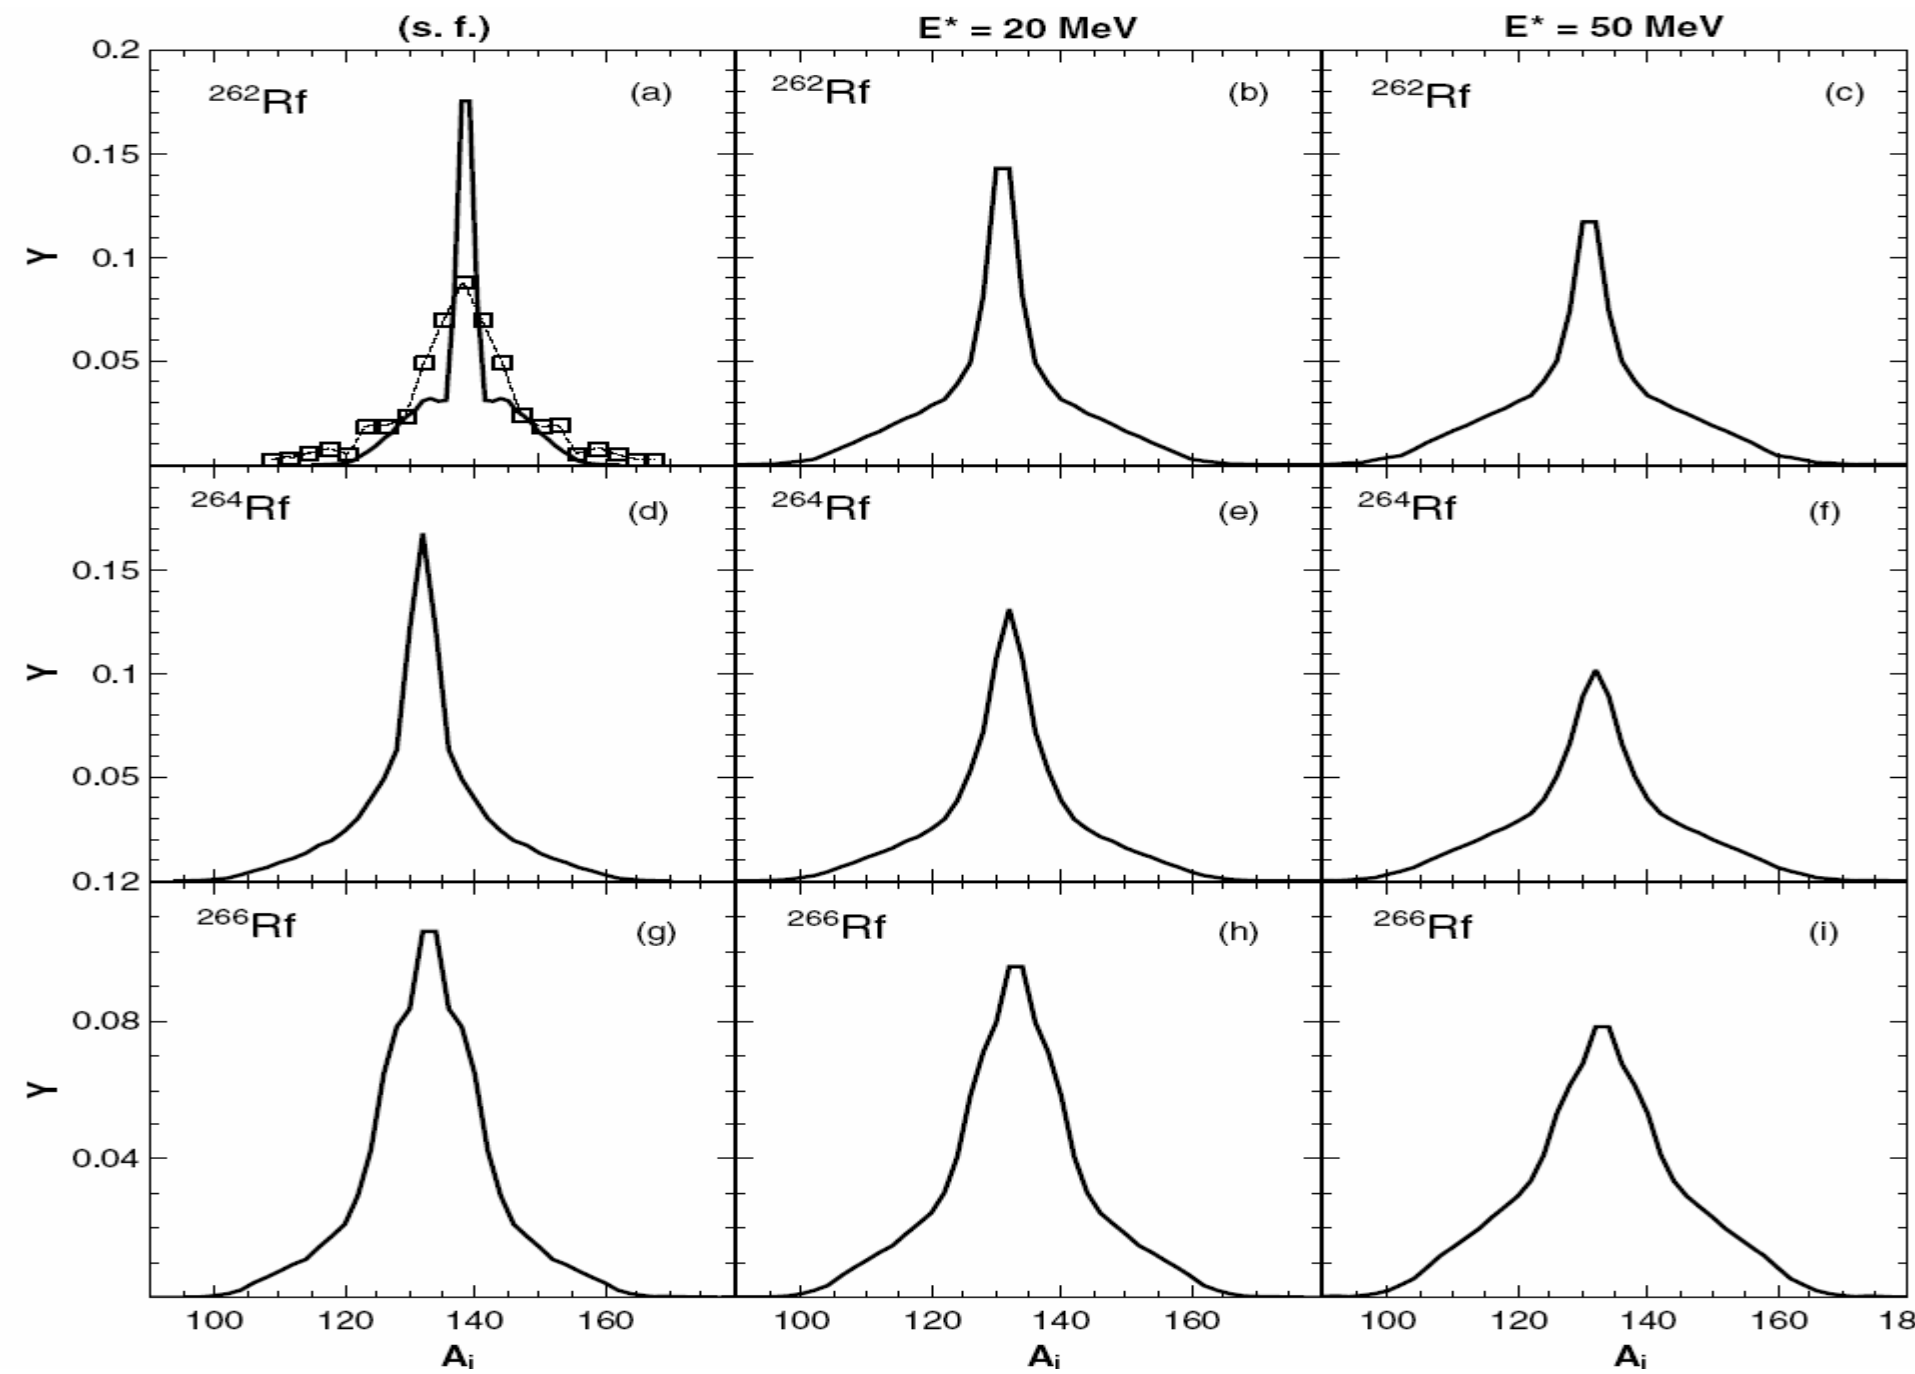 (s. f.) E* = 20 MeV E* = 50 MeV
0.2
262Rf (a) 262Rf (b) 262Rf (c)
0.15
Y
0.1
0.05
264Rf (d) 264Rf (e) 264Rf (f)
0.15
Y
0.1
0.05
0.12
266Rf (g) 266Rf (h) 266Rf (i)
0.08
Y
0.04
100 120 140 160 100 120 140 160 100 120 140 160 18
Ai Ai Ai